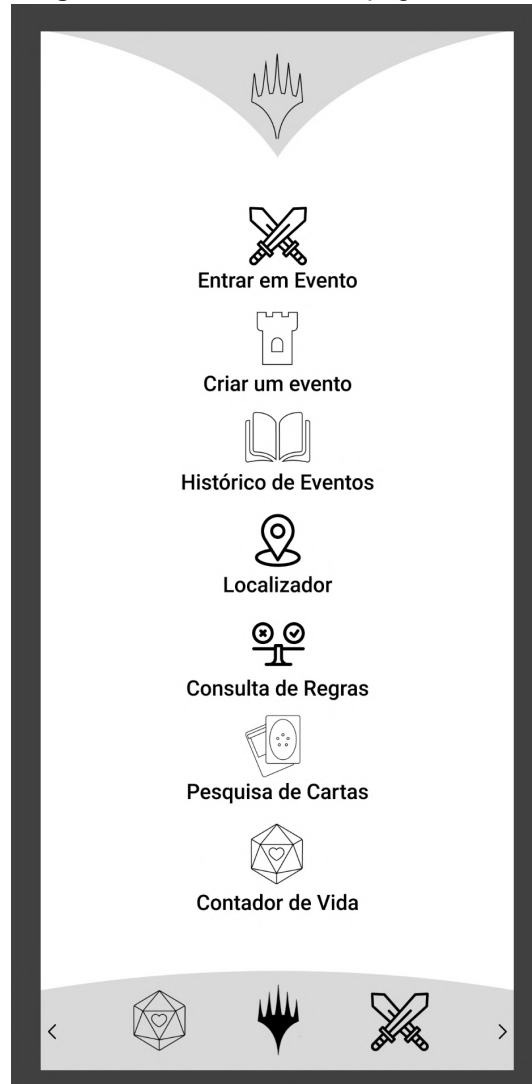 Entrar em Evento
Criar um evento
Histórico de Eventos
Localizador
Consulta de Regras
Pesquisa de Cartas
Contador de Vida